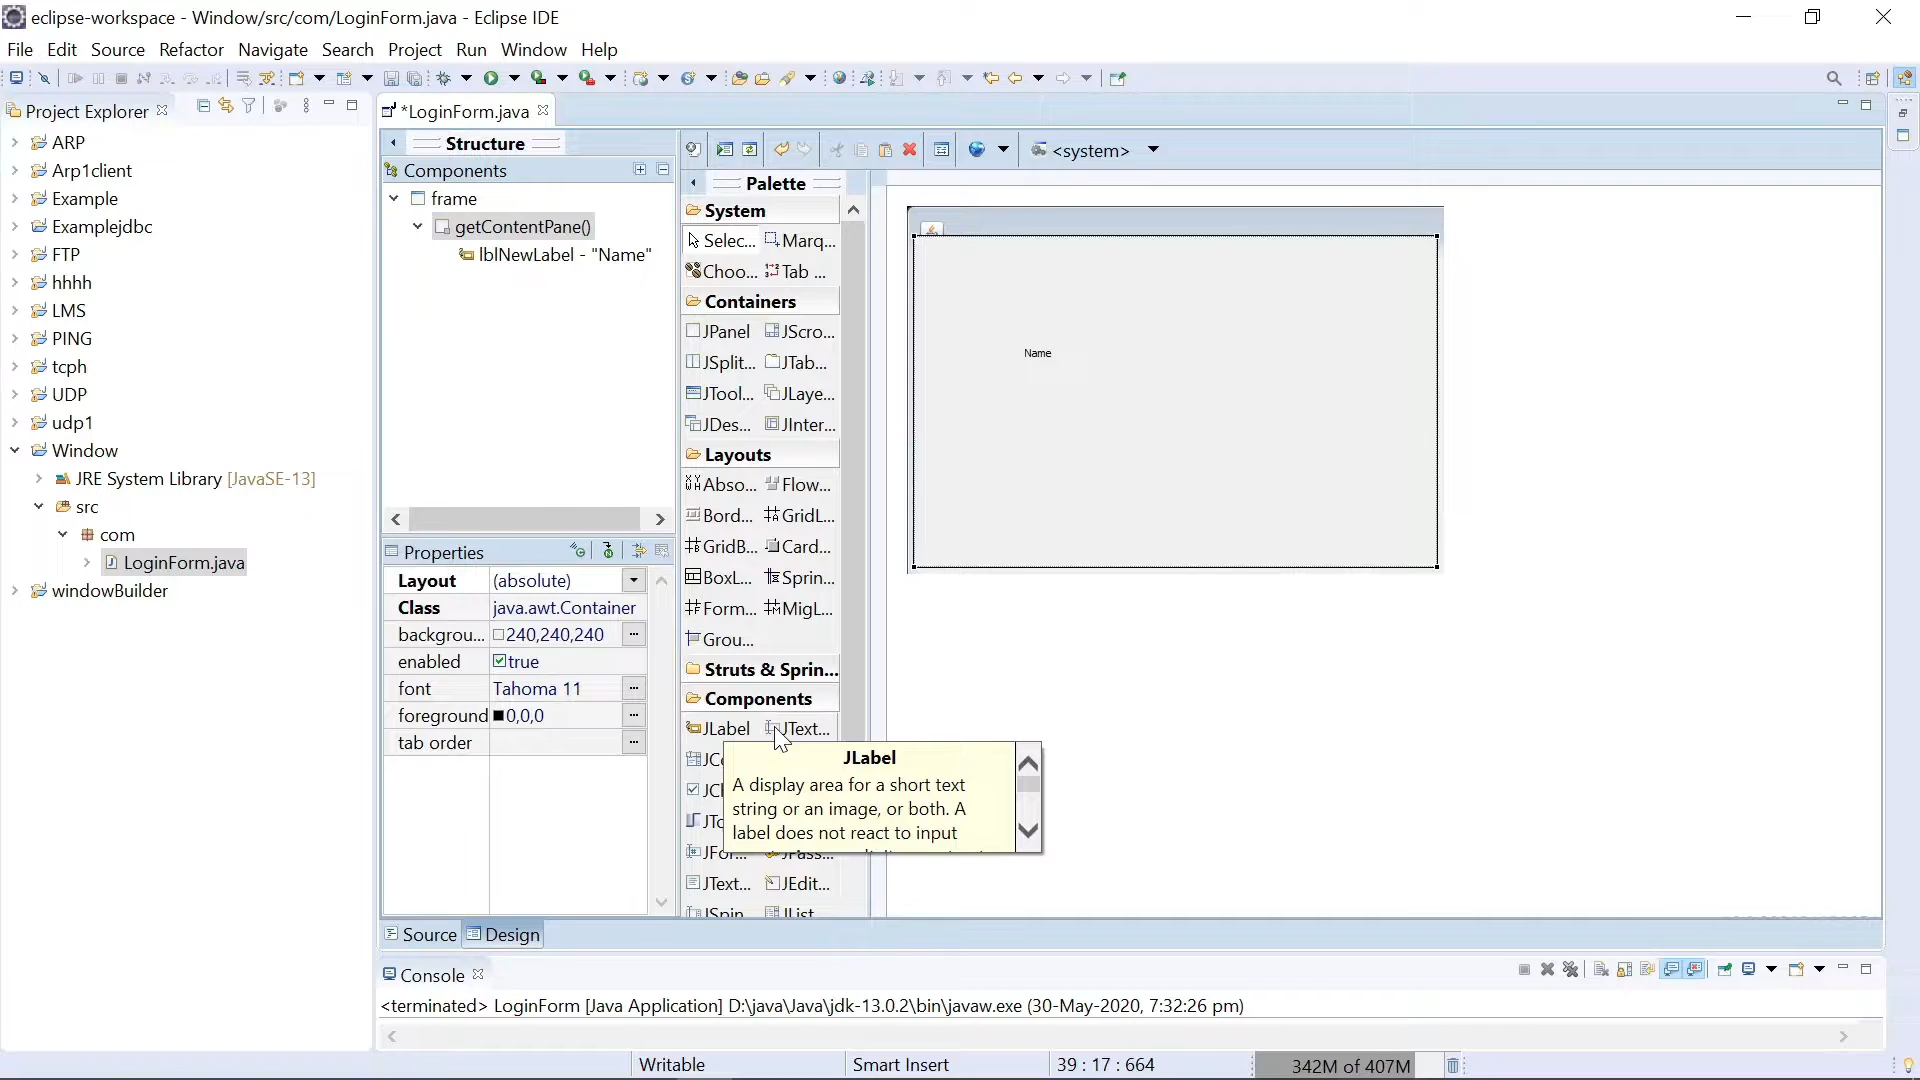 eclipse-workspace - Window/src/com/LoginForm.java - Eclipse IDE
File Edit Source Refactor Navigate Search Project Run Window Help
Project Explorer
ARP
Arp1client
Example
Examplejdbc
FTP
hhhh
LMS
PING
tcph
UDP
udp1
Window
JRE System Library [JavaSE-13]
src
com
LoginForm.java
windowBuilder
*LoginForm.java
Structure
Components
frame
getContentPane()
lblNewLabel - "Name"
Properties
Layout (absolute)
Class java.awt.Container
backgrou... 240,240,240
enabled true
font Tahoma 11
foreground 0,0,0
tab order
<system>
Palette
System
Selec... Marq...
Choo... Tab ...
Containers
JPanel JScro...
JSplit... JTab...
JTool... JLaye...
JDes... JInter...
Layouts
Abso... Flow...
Bord... GridL...
GridB... Card...
BoxL... Sprin...
Form... MigL...
Grou...
Struts & Sprin...
Components
JLabel JText...
JText... JEdit...
JSpin JList
Name
JLabel
A display area for a short text
string or an image, or both. A
label does not react to input
Source Design
Console
<terminated> LoginForm [Java Application] D:\java\Java\jdk-13.0.2\bin\javaw.exe (30-May-2020, 7:32:26 pm)
Writable Smart Insert 39 : 17 : 664 342M of 407M